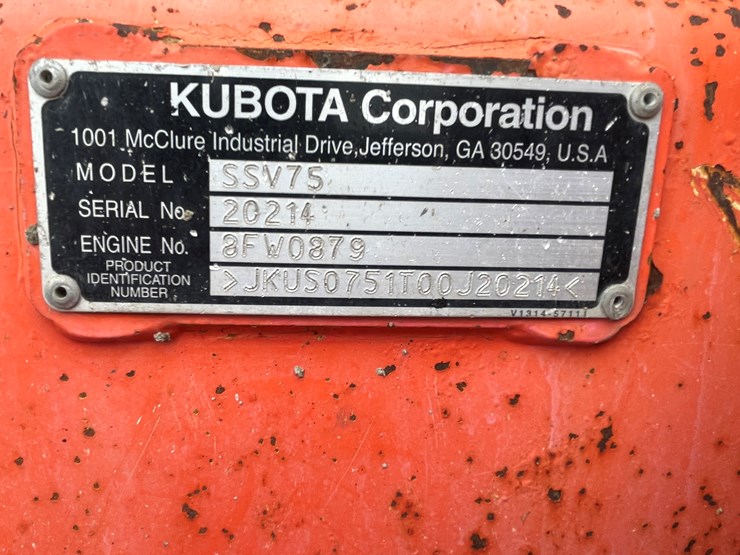 KUBOTA Corporation
1001 McClure Industrial Drive,Jefferson, GA 30549, U.S.A
MODEL SSV75
SERIAL No. 20214
ENGINE No. 8FW0879
PRODUCT
IDENTIFICATION
NUMBER >JKUS0751T00J20214<
V1314-57111